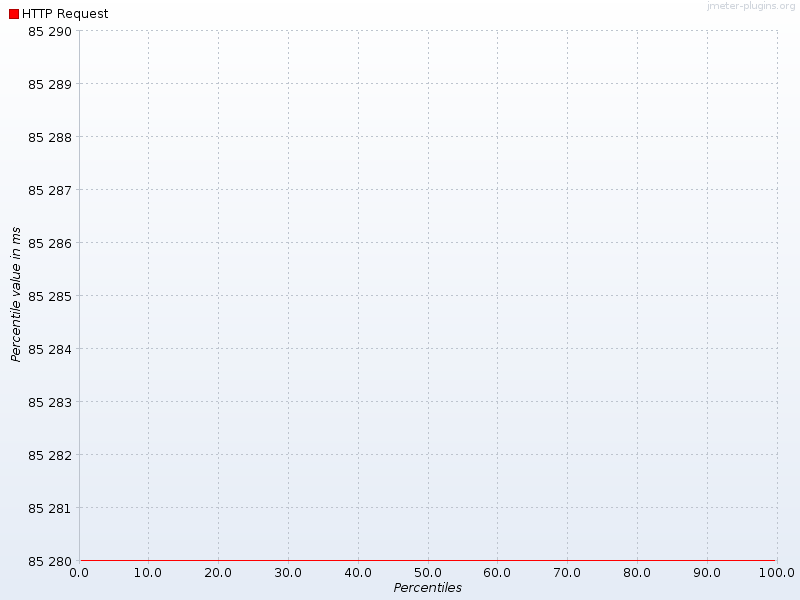 jmeter-plugins.org
HTTP Request
85 290
85 289
85 288
85 287
85 286
85 285
85 284
85 283
85 282
85 281
85 280
Percentile value in ms
0.0 10.0 20.0 30.0 40.0 50.0 60.0 70.0 80.0 90.0 100.0
Percentiles